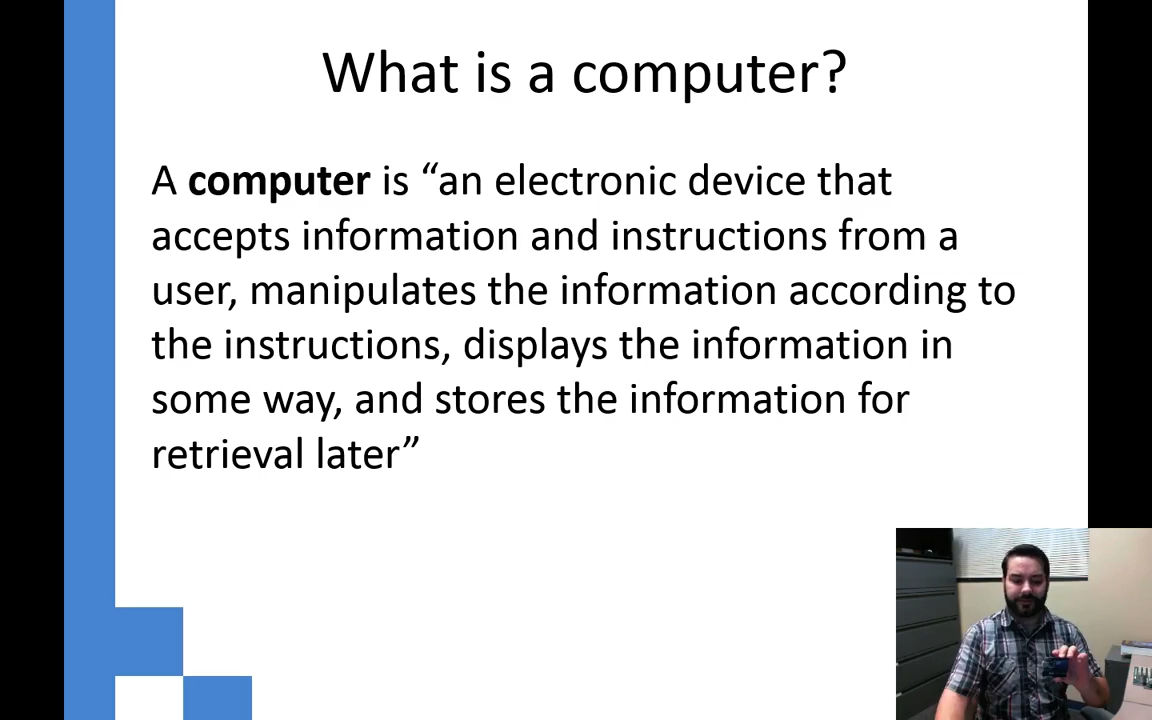 What is a computer?
A computer is “an electronic device that
accepts information and instructions from a
user, manipulates the information according to
the instructions, displays the information in
some way, and stores the information for
retrieval later”